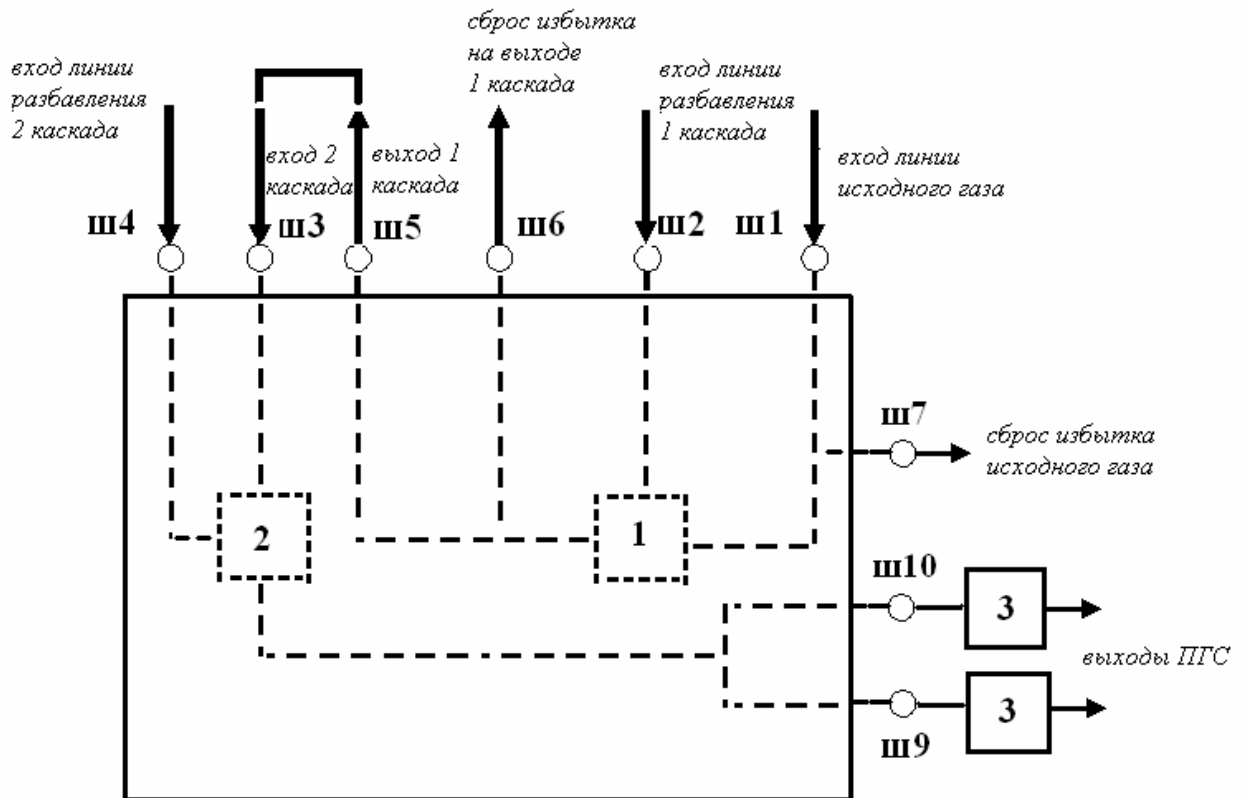 сброс избытка
на выходе
1 каскада
вход линии
разбавления
2 каскада
вход линии
разбавления
1 каскада
вход 2
каскада
выход 1
каскада
вход линии
исходного газа
ш4
ш3
ш5
ш6
ш2
ш1
ш7
сброс избытка
исходного газа
2
1
ш10
3
выходы ПГС
3
ш9